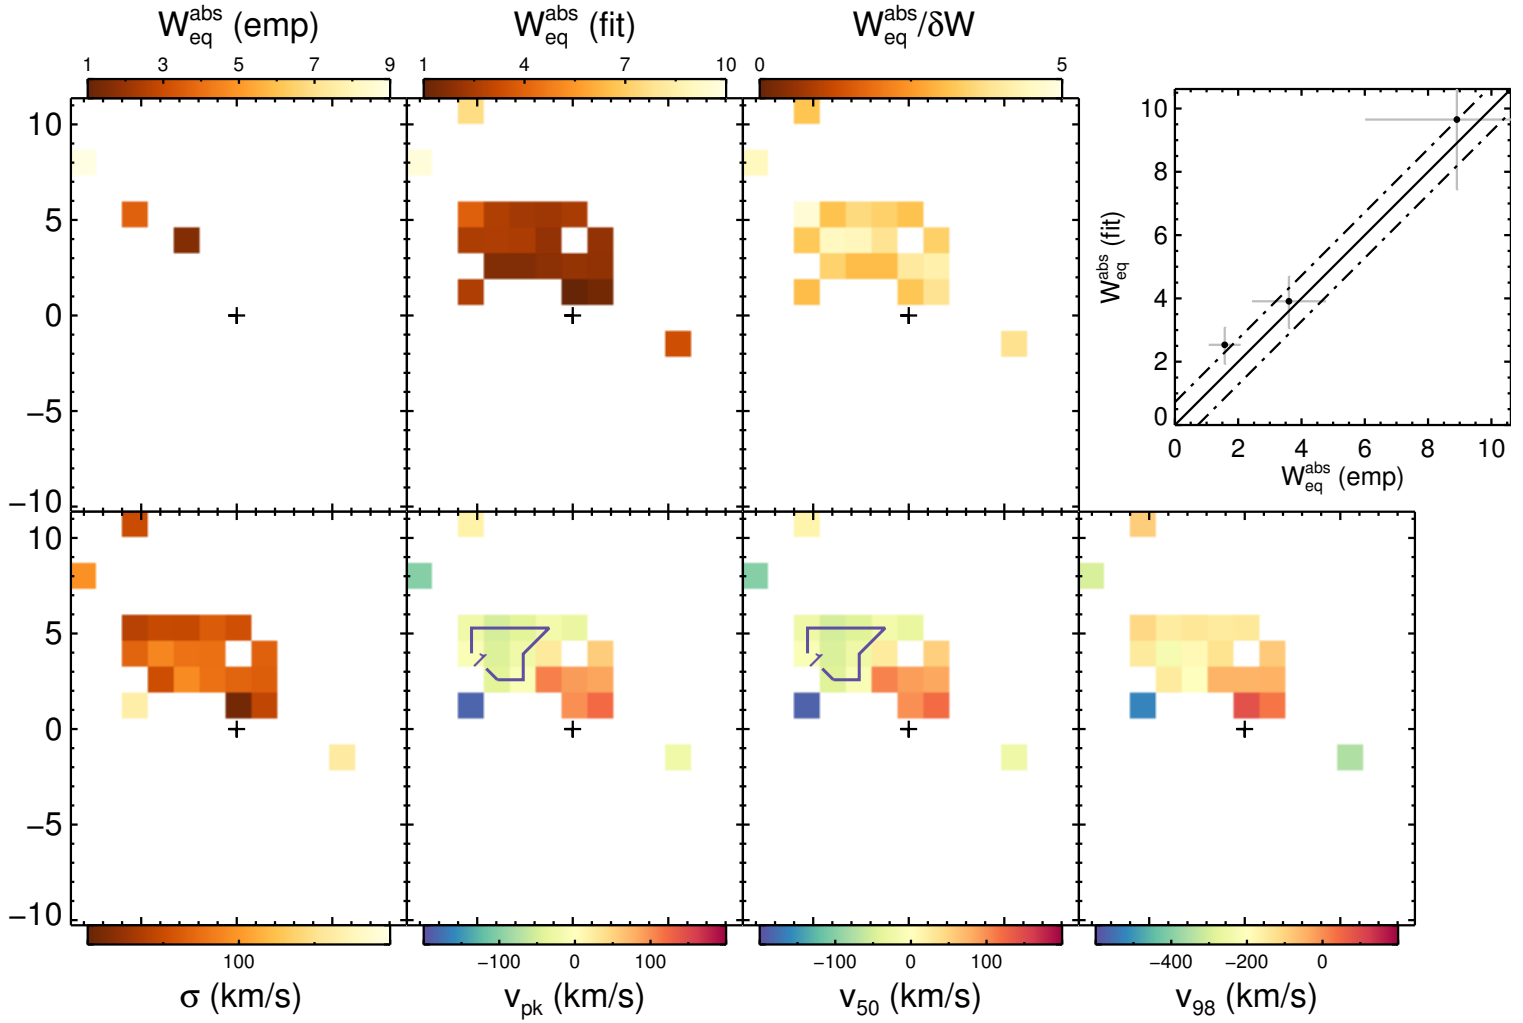 W_eq^abs (emp) W_eq^abs (fit) W_eq^abs/δW
1 3 5 7 9 1 4 7 10 0 5
10
5
0
−5
−10
10
8
6
4
2
0
W_eq^abs (fit)
0 2 4 6 8 10
W_eq^abs (emp)
10
5
0
−5
−10
100 −100 0 100 −100 0 100 −400 −200 0
σ (km/s) v_pk (km/s) v_50 (km/s) v_98 (km/s)